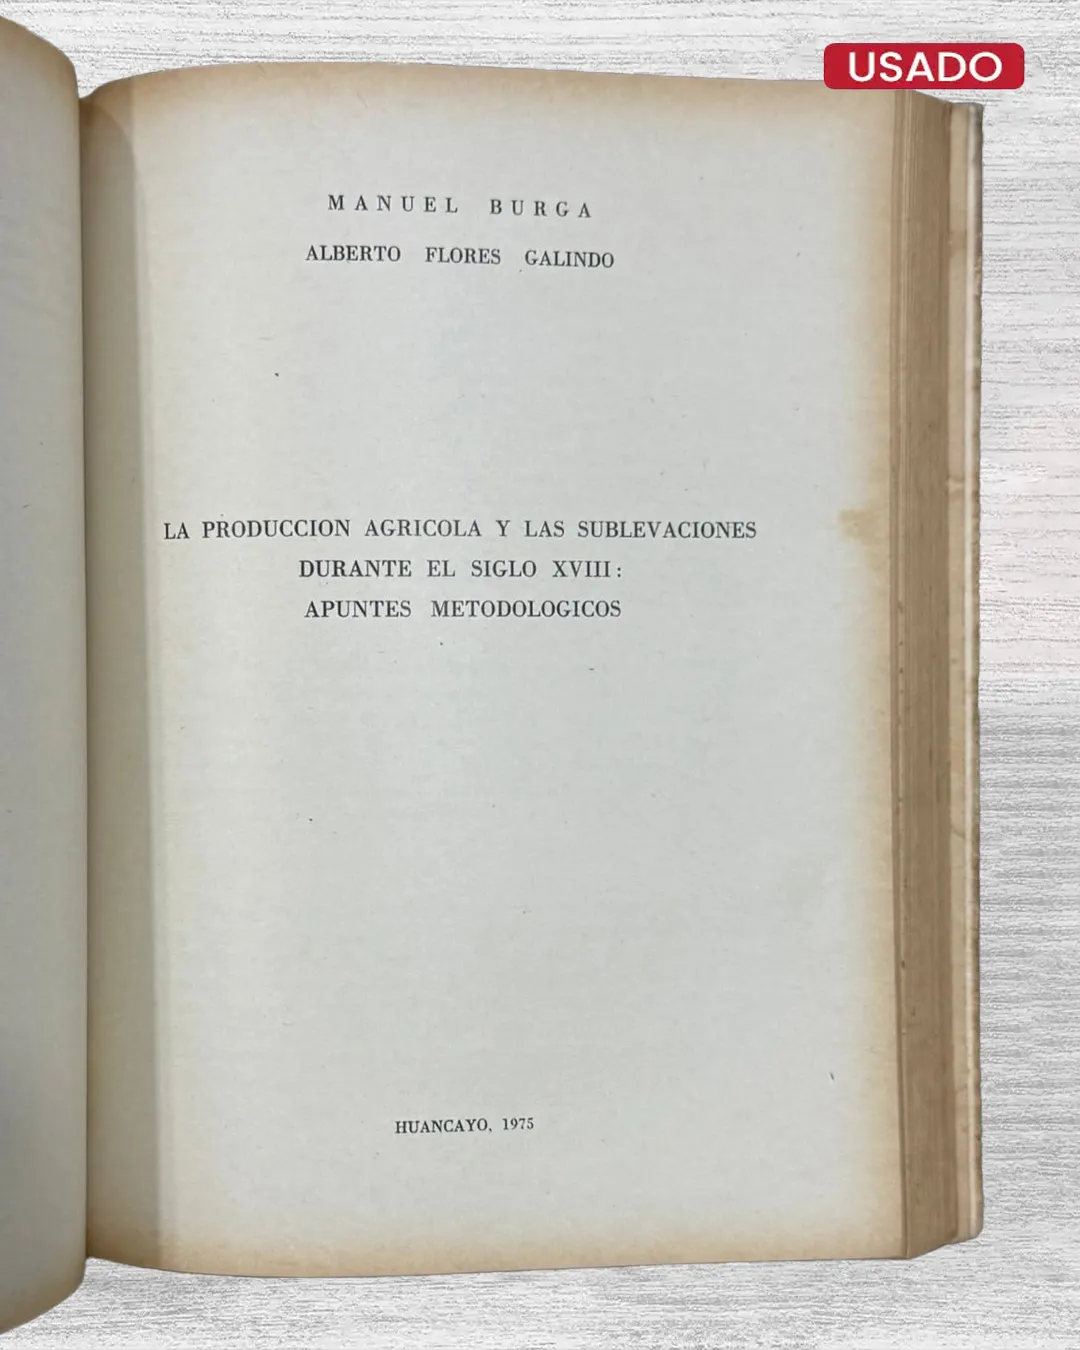 USADO
MANUEL BURGA
ALBERTO FLORES GALINDO
LA PRODUCCION AGRICOLA Y LAS SUBLEVACIONES
DURANTE EL SIGLO XVIII:
APUNTES METODOLOGICOS
HUANCAYO, 1975